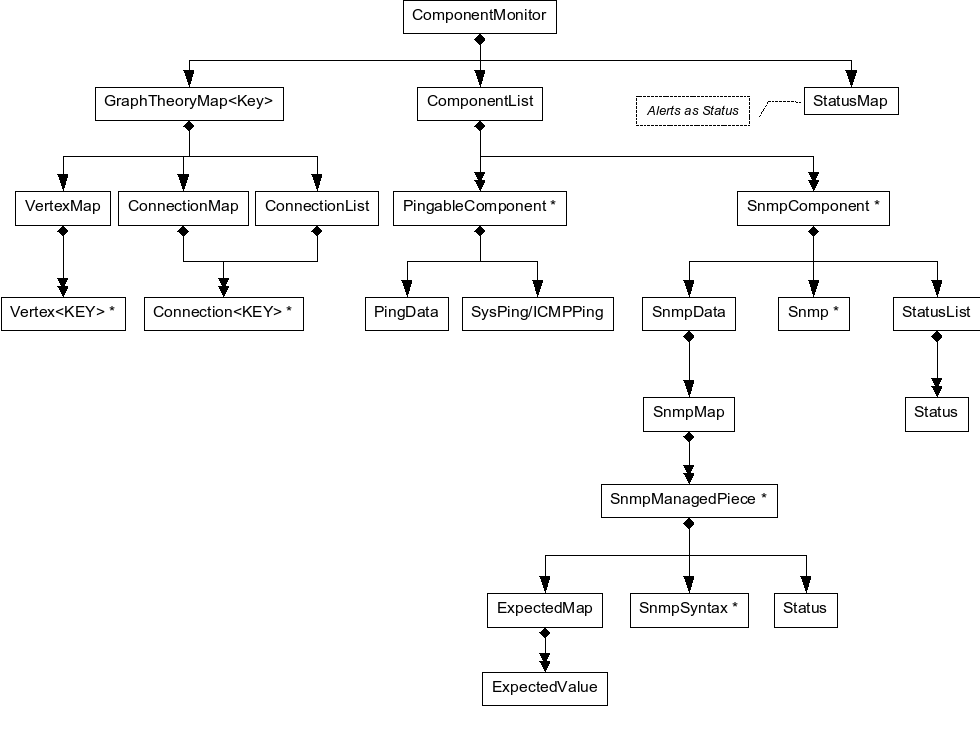 ComponentMonitor
GraphTheoryMap<Key>
ComponentList
Alerts as Status
StatusMap
VertexMap
ConnectionMap
ConnectionList
PingableComponent *
SnmpComponent *
Vertex<KEY> *
Connection<KEY> *
PingData
SysPing/ICMPPing
SnmpData
Snmp *
StatusList
SnmpMap
Status
SnmpManagedPiece *
ExpectedMap
SnmpSyntax *
Status
ExpectedValue